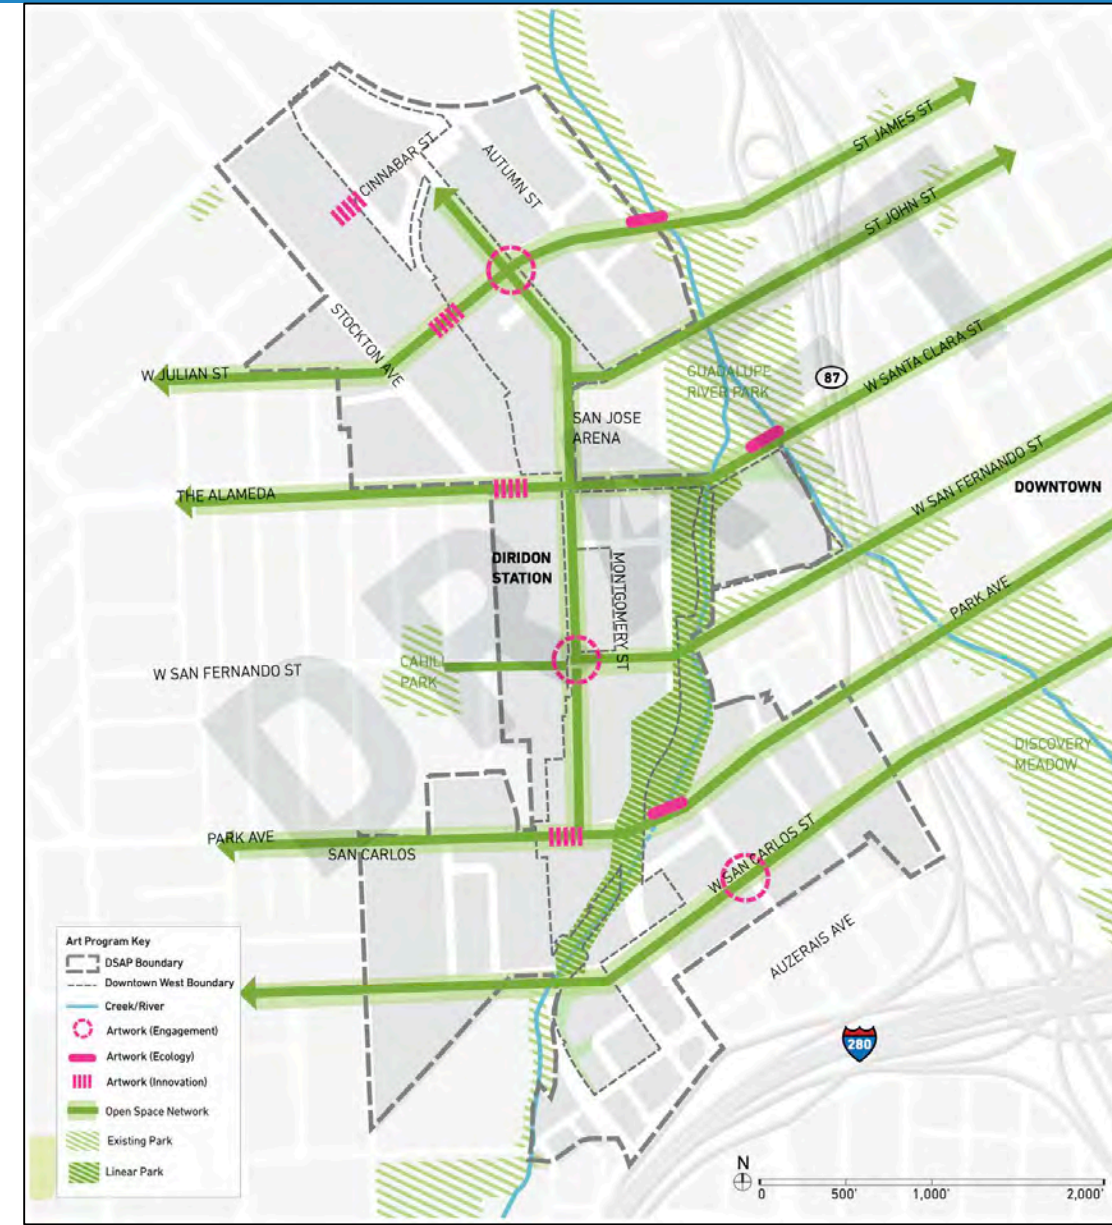 ST JAMES ST
CINNABAR ST
AUTUMN ST
ST JOHN ST
STOCKTON AVE
W JULIAN ST
GUADALUPE
RIVER PARK
87
W SANTA CLARA ST
SAN JOSE
ARENA
THE ALAMEDA
W SAN FERNANDO ST
DOWNTOWN
DIRIDON
STATION
MONTGOMERY ST
PARK AVE
W SAN FERNANDO ST
CAHILL
PARK
DISCOVERY
MEADOW
PARK AVE
SAN CARLOS
W SAN CARLOS ST
AUZERAIS AVE
280
DRAFT
Art Program Key
DSAP Boundary
Downtown West Boundary
Creek/River
Artwork (Engagement)
Artwork (Ecology)
Artwork (Innovation)
Open Space Network
Existing Park
Linear Park
N
0 500' 1,000' 2,000'